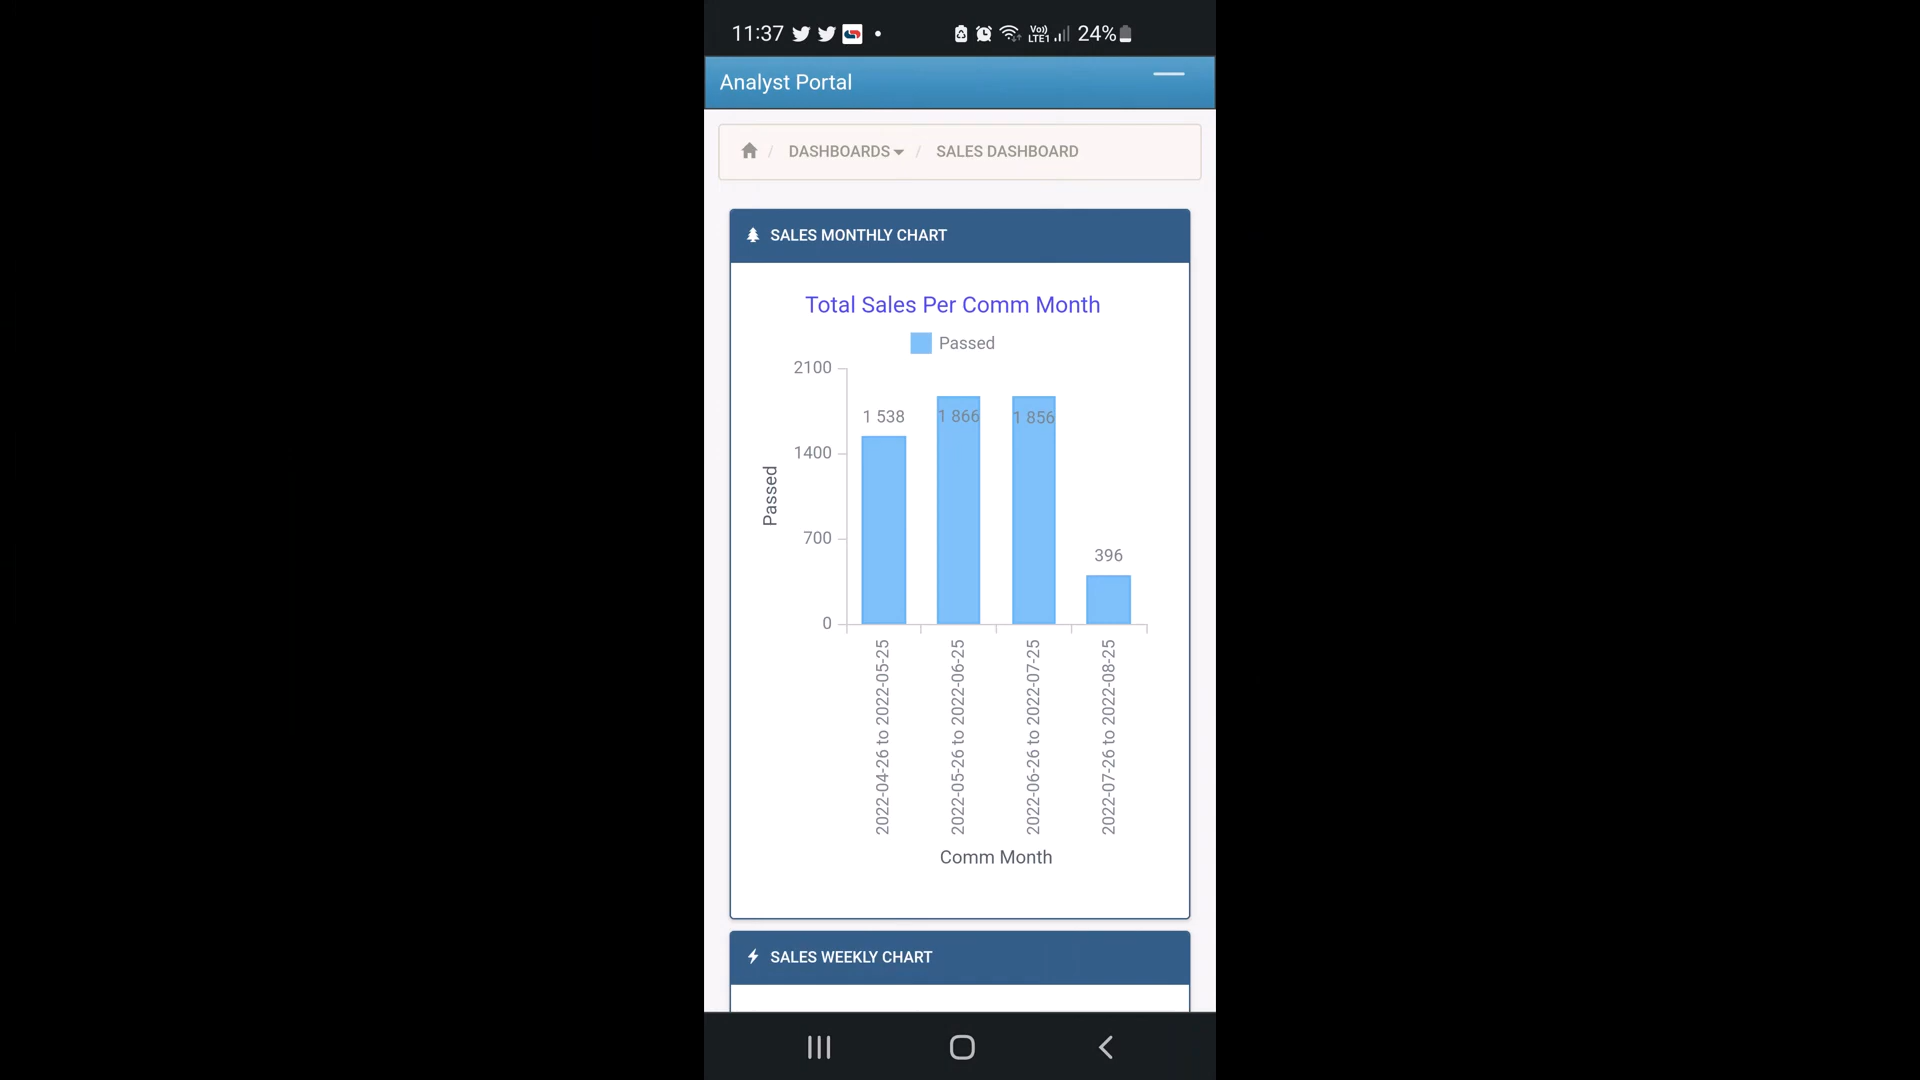 11:37 Vo)) LTE1 24%
Analyst Portal
/ DASHBOARDS / SALES DASHBOARD
SALES MONTHLY CHART
Total Sales Per Comm Month
Passed
2100
1400
700
0
Passed
1 538
1 866
1 856
396
2022-04-26 to 2022-05-25
2022-05-26 to 2022-06-25
2022-06-26 to 2022-07-25
2022-07-26 to 2022-08-25
Comm Month
SALES WEEKLY CHART